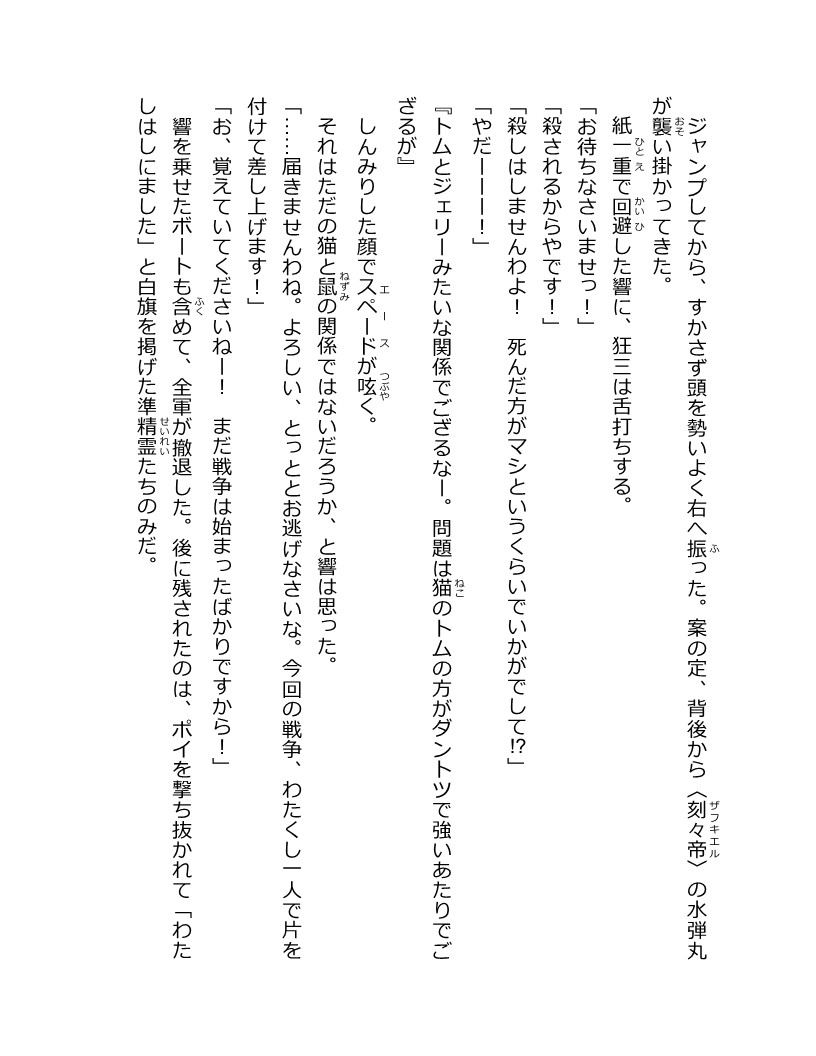 ジャンプしてから、すかさず頭を勢いよく右へ振った。案の定、背後から〈刻々帝〉の水弾丸
が襲い掛かってきた。
紙一重で回避した響に、狂三は舌打ちする。
「お待ちなさいませっ！」
「殺されるからやです！」
「殺しはしませんわよ！　死んだ方がマシというくらいでいかがでして!?」
「やだーーー！」
『トムとジェリーみたいな関係でござるなー。問題は猫のトムの方がダントツで強いあたりでご
ざるが』
しんみりした顔でスペードが呟く。
それはただの猫と鼠の関係ではないだろうか、と響は思った。
「……届きませんわね。よろしい、とっととお逃げなさいな。今回の戦争、わたくし一人で片を
付けて差し上げます！」
「お、覚えていてくださいねー！　まだ戦争は始まったばかりですから！」
響を乗せたボートも含めて、全軍が撤退した。後に残されたのは、ポイを撃ち抜かれて「わた
しはしにました」と白旗を掲げた準精霊たちのみだ。